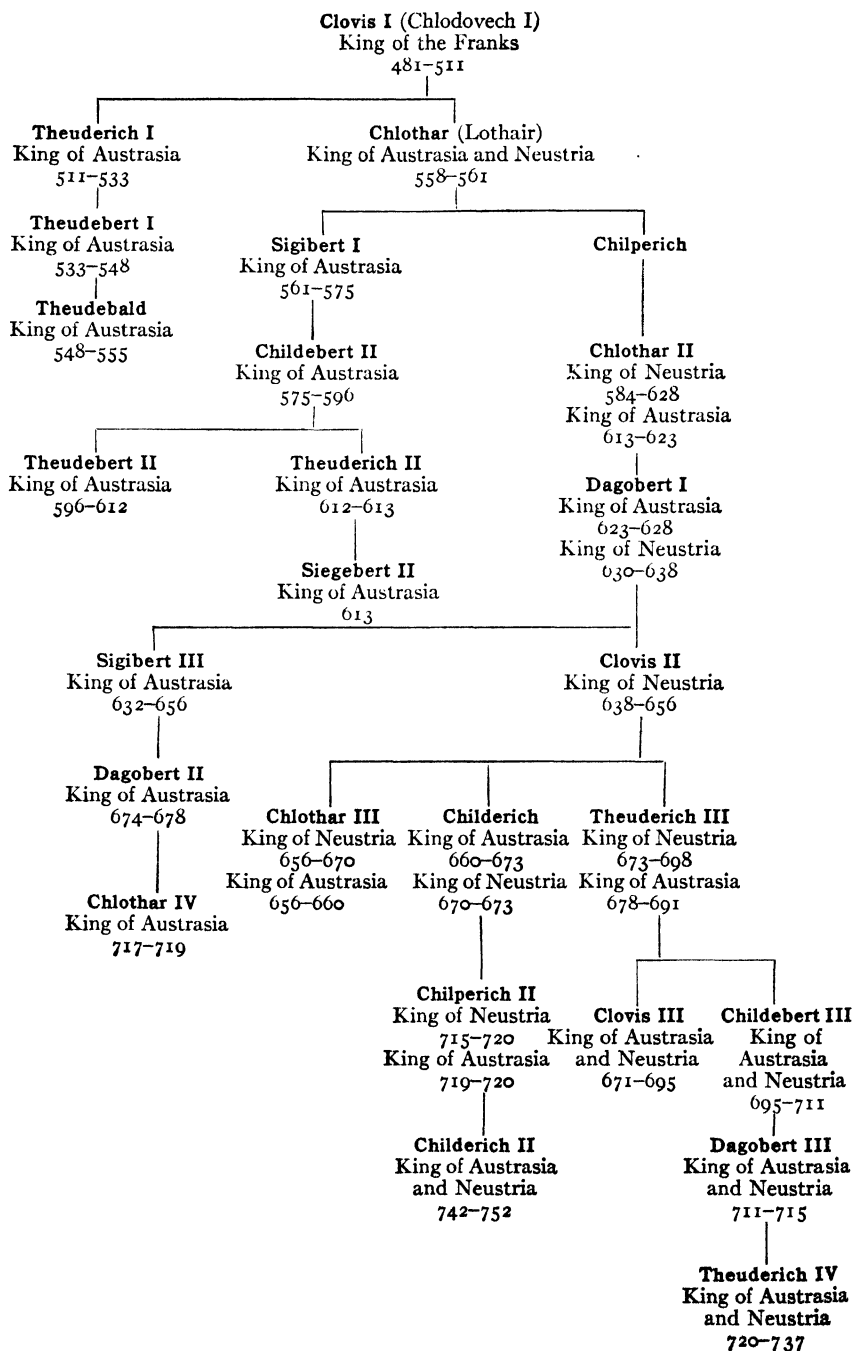 Clovis I (Chlodovech I)
King of the Franks
481–511
Theuderich I
King of Austrasia
511–533
Chlothar (Lothair)
King of Austrasia and Neustria
558–561
Theudebert I
King of Austrasia
533–548
Sigibert I
King of Austrasia
561–575
Chilperich
Theudebald
King of Austrasia
548–555
Childebert II
King of Austrasia
575–596
Chlothar II
King of Neustria
584–628
King of Austrasia
613–623
Theudebert II
King of Austrasia
596–612
Theuderich II
King of Austrasia
612–613
Dagobert I
King of Austrasia
623–628
King of Neustria
630–638
Siegebert II
King of Austrasia
613
Sigibert III
King of Austrasia
632–656
Clovis II
King of Neustria
638–656
Dagobert II
King of Austrasia
674–678
Chlothar III
King of Neustria
656–670
King of Austrasia
656–660
Childerich
King of Austrasia
660–673
King of Neustria
670–673
Theuderich III
King of Neustria
673–698
King of Austrasia
678–691
Chlothar IV
King of Austrasia
717–719
Chilperich II
King of Neustria
715–720
King of Austrasia
719–720
Clovis III
King of Austrasia
and Neustria
671–695
Childebert III
King of
Austrasia
and Neustria
695–711
Childerich II
King of Austrasia
and Neustria
742–752
Dagobert III
King of Austrasia
and Neustria
711–715
Theuderich IV
King of Austrasia
and Neustria
720–737